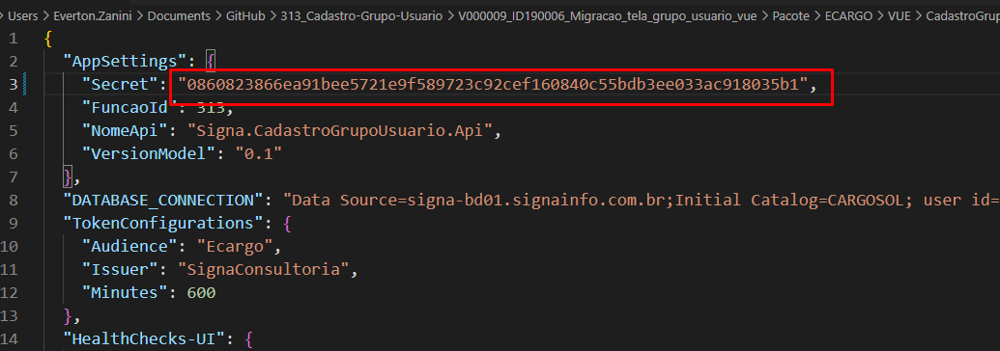 Users > Everton.Zanini > Documents > GitHub > 313_Cadastro-Grupo-Usuario > V000009_ID190006_Migracao_tela_grupo_usuario_vue > Pacote > ECARGO > VUE > CadastroGru
1 {
2 "AppSettings": {
3 "Secret": "0860823866ea91bee5721e9f589723c92cef160840c55bdb3ee033ac918035b1",
4 "FuncaoId": 313,
5 "NomeApi": "Signa.CadastroGrupoUsuario.Api",
6 "VersionModel": "0.1"
7 },
8 "DATABASE_CONNECTION": "Data Source=signa-bd01.signainfo.com.br;Initial Catalog=CARGOSOL; user id=
9 "TokenConfigurations": {
10 "Audience": "Ecargo",
11 "Issuer": "SignaConsultoria",
12 "Minutes": 600
13 },
14 "HealthChecks-UI": {